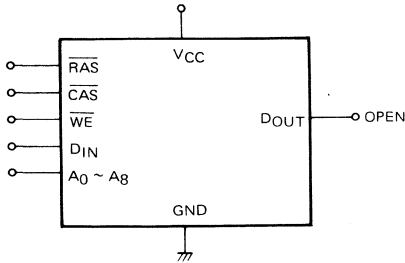 VCC
RAS
CAS
WE
DIN
A0 ~ A8
DOUT
OPEN
GND